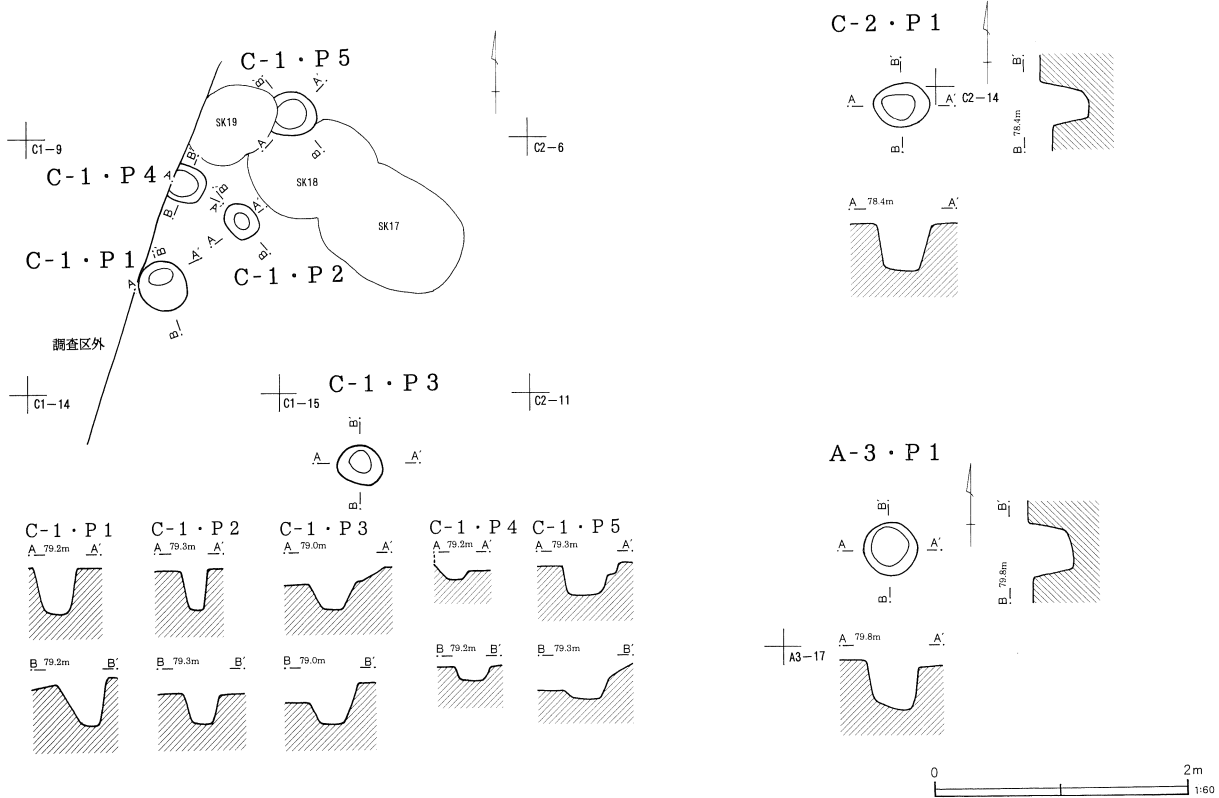 C-1・P5
B′ A′
SK19
A B
C1-9
C2-6
C-1・P4
A B′
B
SK18
SK17
A B′
A A′
B
C-1・P2
C-1・P1
B′ A′
A
B
調査区外
C1-14
C1-15
C-1・P3
C2-11
B′
A A′
B
C-1・P1 C-1・P2 C-1・P3 C-1・P4 C-1・P5
A 79.2m A′ A 79.3m A′ A 79.0m A′ A 79.2m A′ A 79.3m A′
B 79.2m B′ B 79.3m B′ B 79.0m B′ B 79.2m B′ B 79.3m B′
C-2・P1
B′
A A′
C2-14
B
B′
B 78.4m
A 78.4m A′
A-3・P1
B′
A A′
B
B′
B 79.8m
A3-17
A 79.8m A′
0 2m
1:60